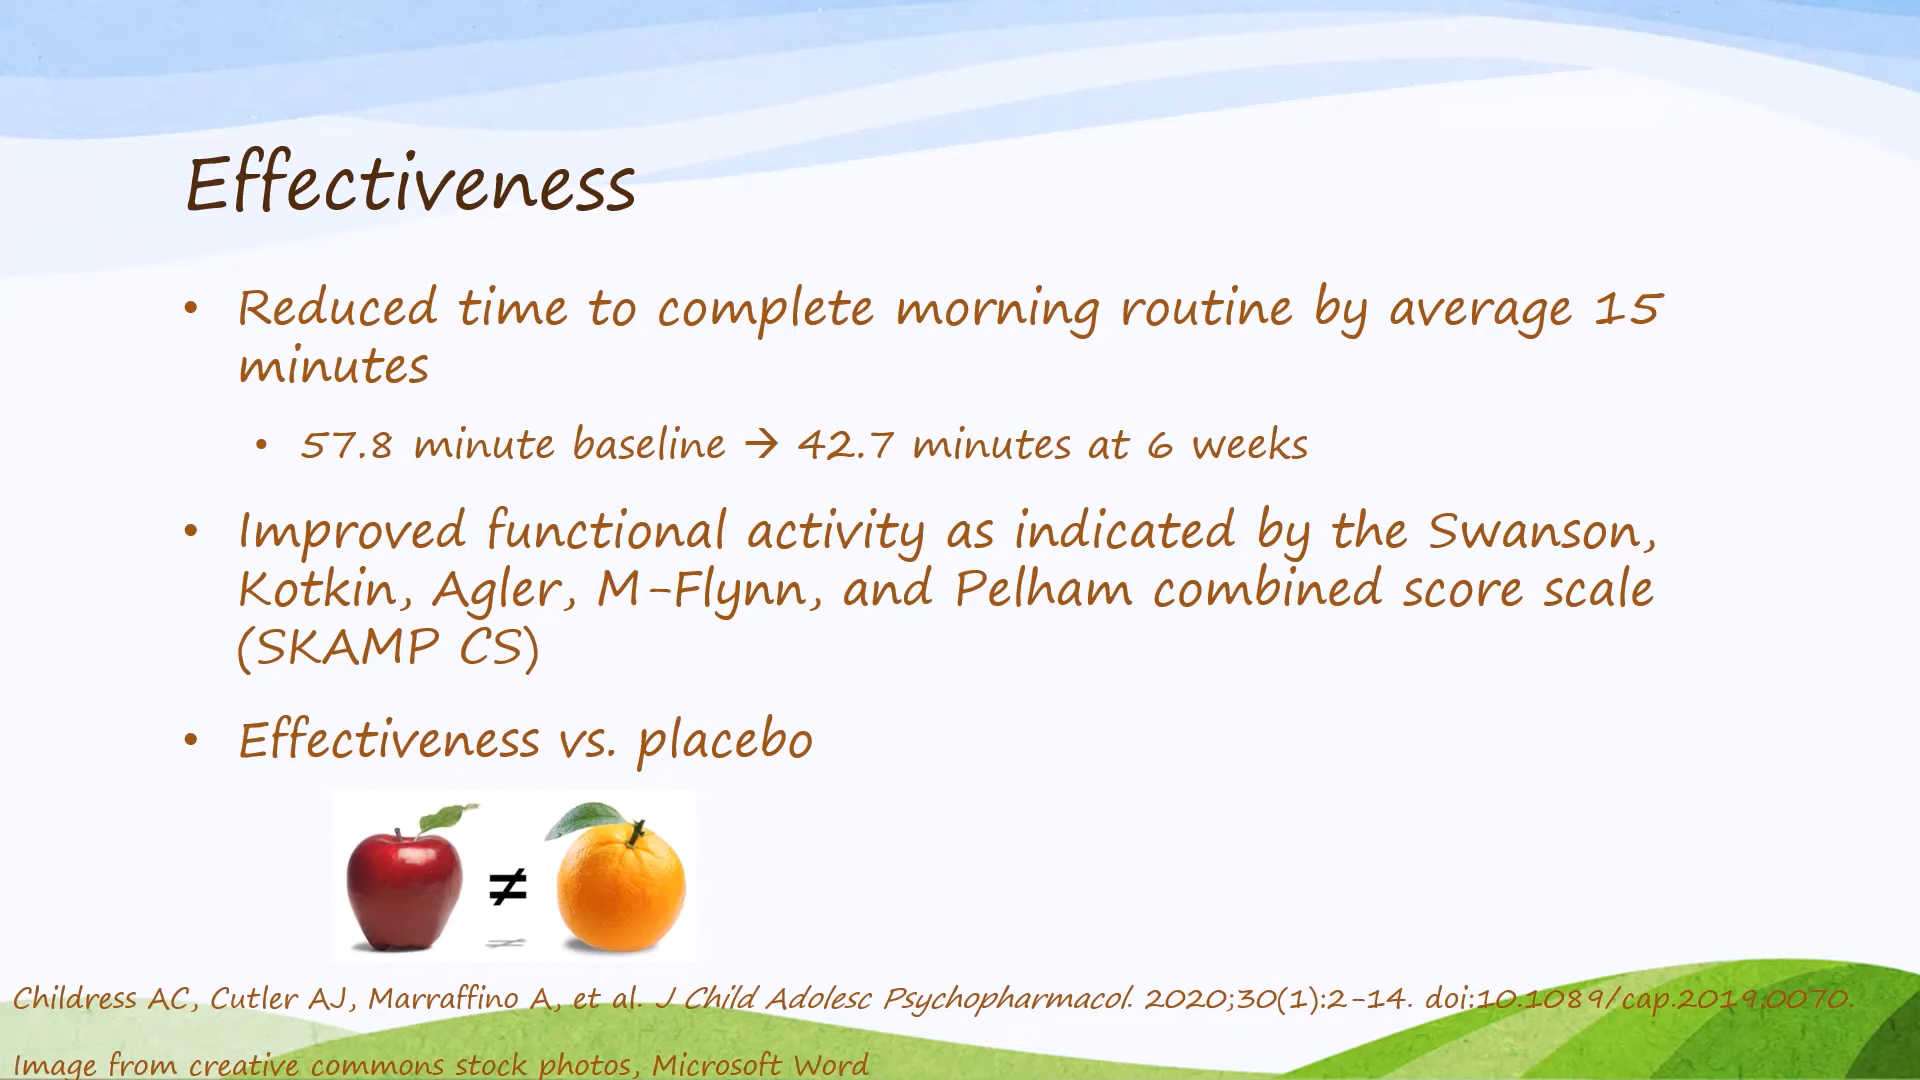 Effectiveness
• Reduced time to complete morning routine by average 15
minutes
• 57.8 minute baseline → 42.7 minutes at 6 weeks
• Improved functional activity as indicated by the Swanson,
Kotkin, Agler, M-Flynn, and Pelham combined score scale
(SKAMP CS)
• Effectiveness vs. placebo
≠
Childress AC, Cutler AJ, Marraffino A, et al. J Child Adolesc Psychopharmacol. 2020;30(1):2-14. doi:10.1089/cap.2019.0070.
Image from creative commons stock photos, Microsoft Word